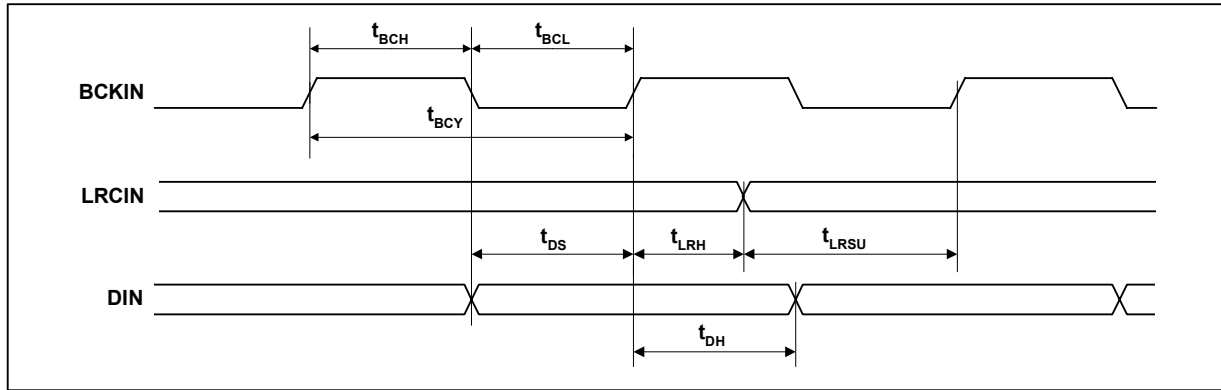 tBCH tBCL
BCKIN
tBCY
LRCIN
tDS tLRH tLRSU
DIN
tDH